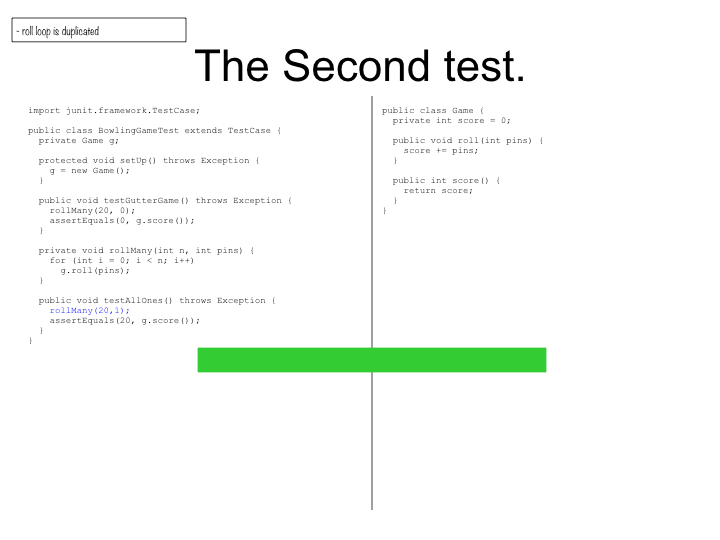 - roll loop is duplicated
The Second test.
import junit.framework.TestCase;
public class BowlingGameTest extends TestCase {
  private Game g;
  protected void setUp() throws Exception {
    g = new Game();
  }
  public void testGutterGame() throws Exception {
    rollMany(20, 0);
    assertEquals(0, g.score());
  }
  private void rollMany(int n, int pins) {
    for (int i = 0; i < n; i++)
      g.roll(pins);
  }
  public void testAllOnes() throws Exception {
    rollMany(20,1);
    assertEquals(20, g.score());
  }
}
public class Game {
  private int score = 0;
  public void roll(int pins) {
    score += pins;
  }
  public int score() {
    return score;
  }
}